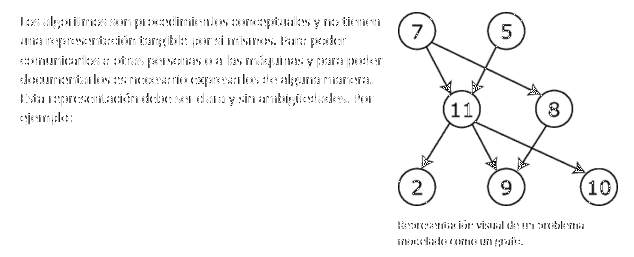 Los algoritmos son procedimientos conceptuales y no tienen
una representación tangible por sí mismos. Para poder
comunicarlos a otras personas o a las máquinas y para poder
documentarlos es necesario expresarlos de alguna manera.
Esta representación debe ser clara y sin ambigüedades. Por
ejemplo:
7 5
11 8
2 9 10
Representación visual de un problema
modelado como un grafo.